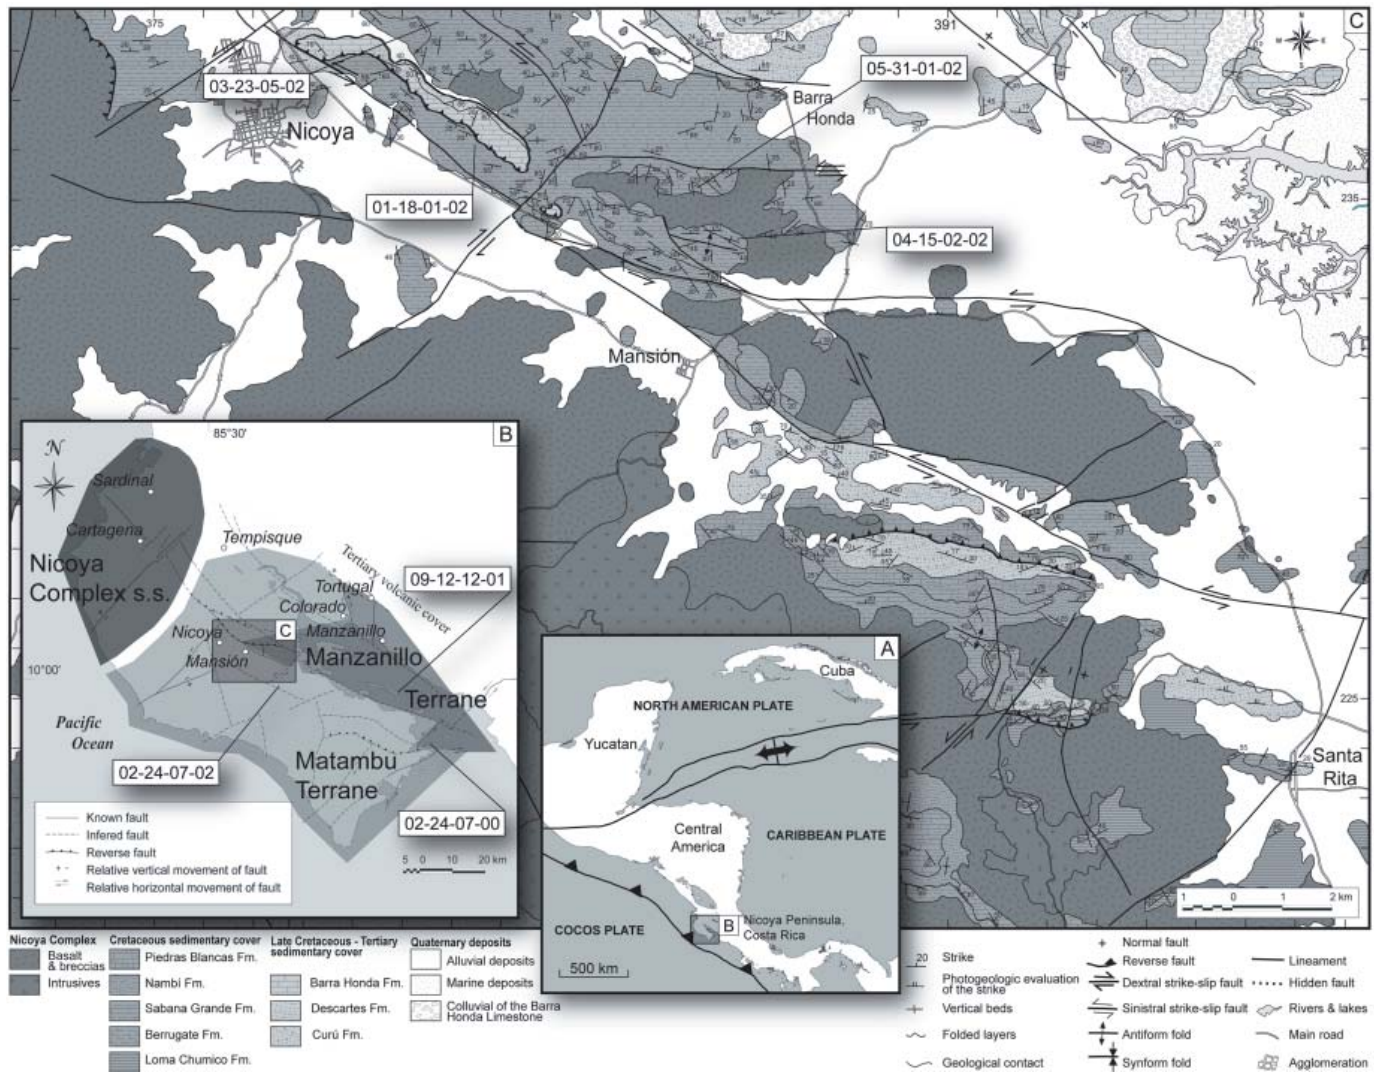 375
391
C
03-23-05-02
05-31-01-02
Barra
Honda
Nicoya
01-18-01-02
235
04-15-02-02
Mansión
85°30'
B
N
Sardinal
Cartagena
Tempisque
Nicoya
Complex s.s.
Tertiary volcanic cover
09-12-12-01
Tortugal
Colorado
Nicoya
C
Manzanillo
Mansión
Manzanillo
10°00'
Terrane
Pacific
Ocean
Matambu
Terrane
02-24-07-02
02-24-07-00
Known fault
Infered fault
Reverse fault
Relative vertical movement of fault
Relative horizontal movement of fault
5 0 10 20 km
A
Cuba
NORTH AMERICAN PLATE
Yucatan
Central
America
CARIBBEAN PLATE
COCOS PLATE
B
Nicoya Peninsula,
Costa Rica
500 km
225
Santa
Rita
1 0 1 2 km
Nicoya Complex
Basalt
& breccias
Intrusives
Cretaceous sedimentary cover
Piedras Blancas Fm.
Nambí Fm.
Sabana Grande Fm.
Berrugate Fm.
Loma Chumico Fm.
Late Cretaceous - Tertiary
sedimentary cover
Barra Honda Fm.
Descartes Fm.
Curú Fm.
Quaternary deposits
Alluvial deposits
Marine deposits
Colluvial of the Barra
Honda Limestone
20
Strike
Photogeologic evaluation
of the strike
Vertical beds
Folded layers
Geological contact
Normal fault
Reverse fault
Dextral strike-slip fault
Sinistral strike-slip fault
Antiform fold
Synform fold
Lineament
Hidden fault
Rivers & lakes
Main road
Agglomeration